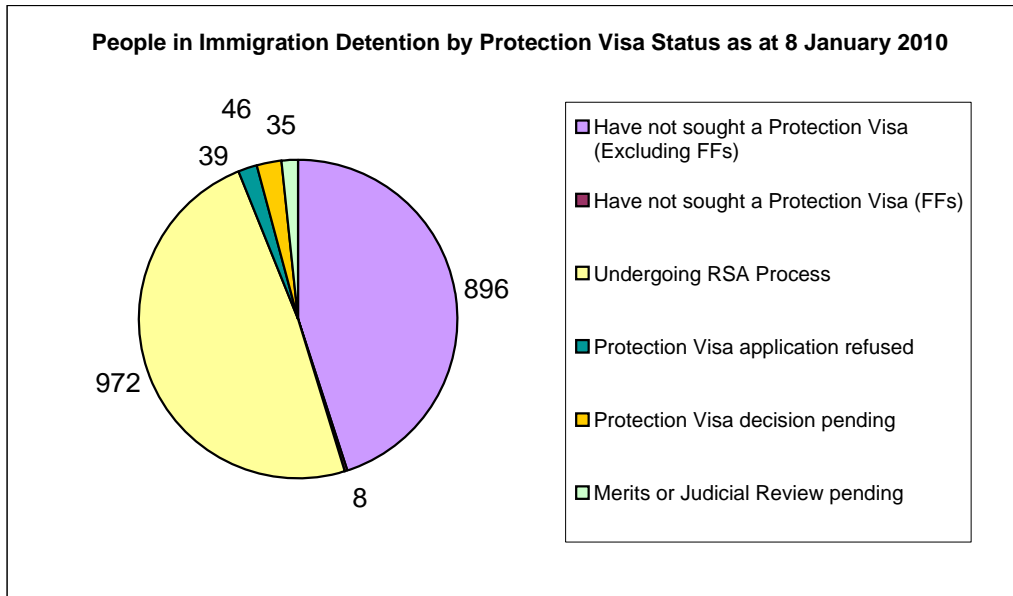 People in Immigration Detention by Protection Visa Status as at 8 January 2010
46
35
39
896
972
8
Have not sought a Protection Visa
(Excluding FFs)
Have not sought a Protection Visa (FFs)
Undergoing RSA Process
Protection Visa application refused
Protection Visa decision pending
Merits or Judicial Review pending